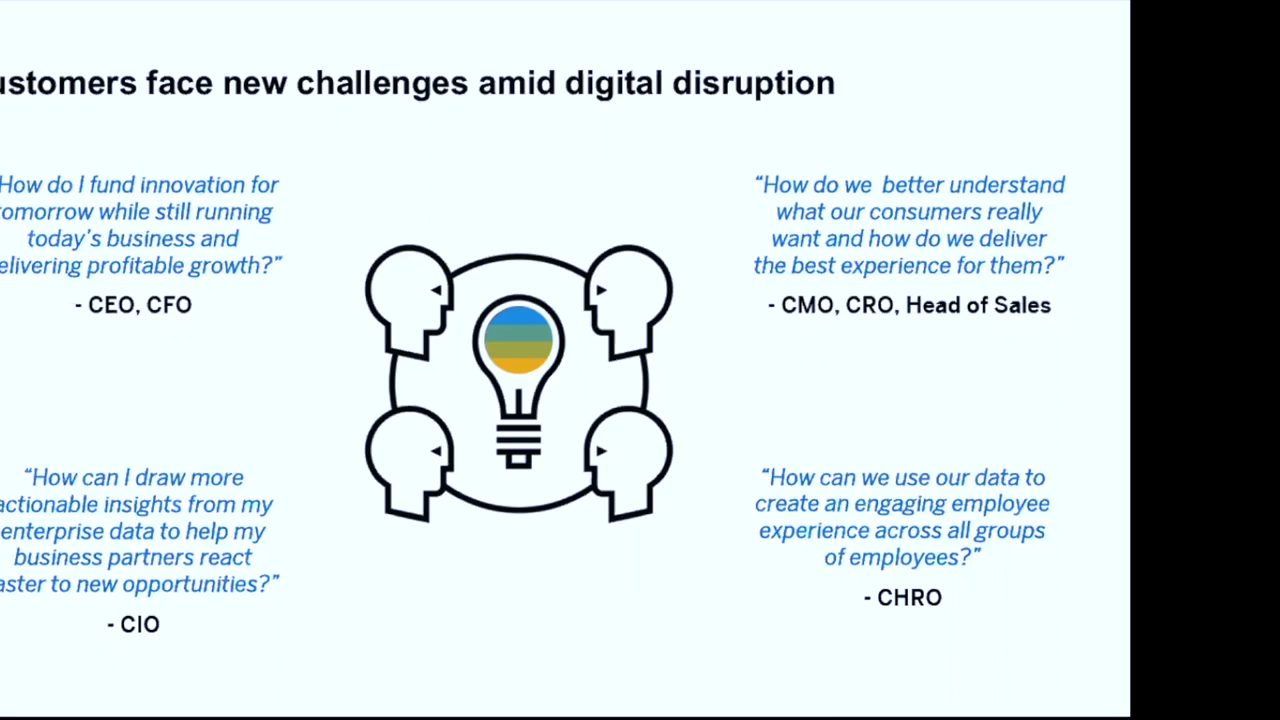 ustomers face new challenges amid digital disruption
How do I fund innovation for
omorrow while still running
today's business and
elivering profitable growth?”
- CEO, CFO
“How do we better understand
what our consumers really
want and how do we deliver
the best experience for them?”
- CMO, CRO, Head of Sales
“How can I draw more
actionable insights from my
enterprise data to help my
business partners react
aster to new opportunities?”
- CIO
“How can we use our data to
create an engaging employee
experience across all groups
of employees?”
- CHRO